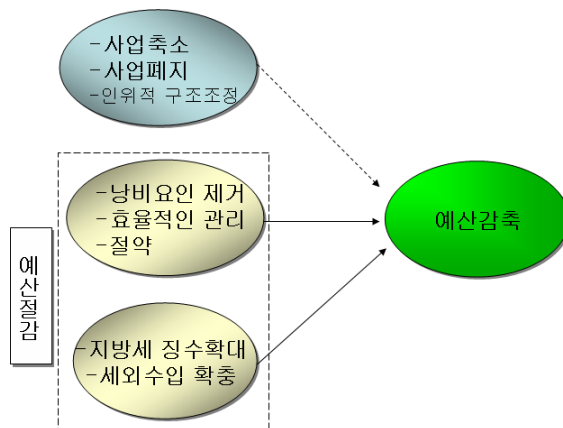 -사업축소
-사업폐지
-인위적 구조조정
-낭비요인 제거
-효율적인 관리
-절약
예산절감
예산감축
-지방세 징수확대
-세외수입 확충